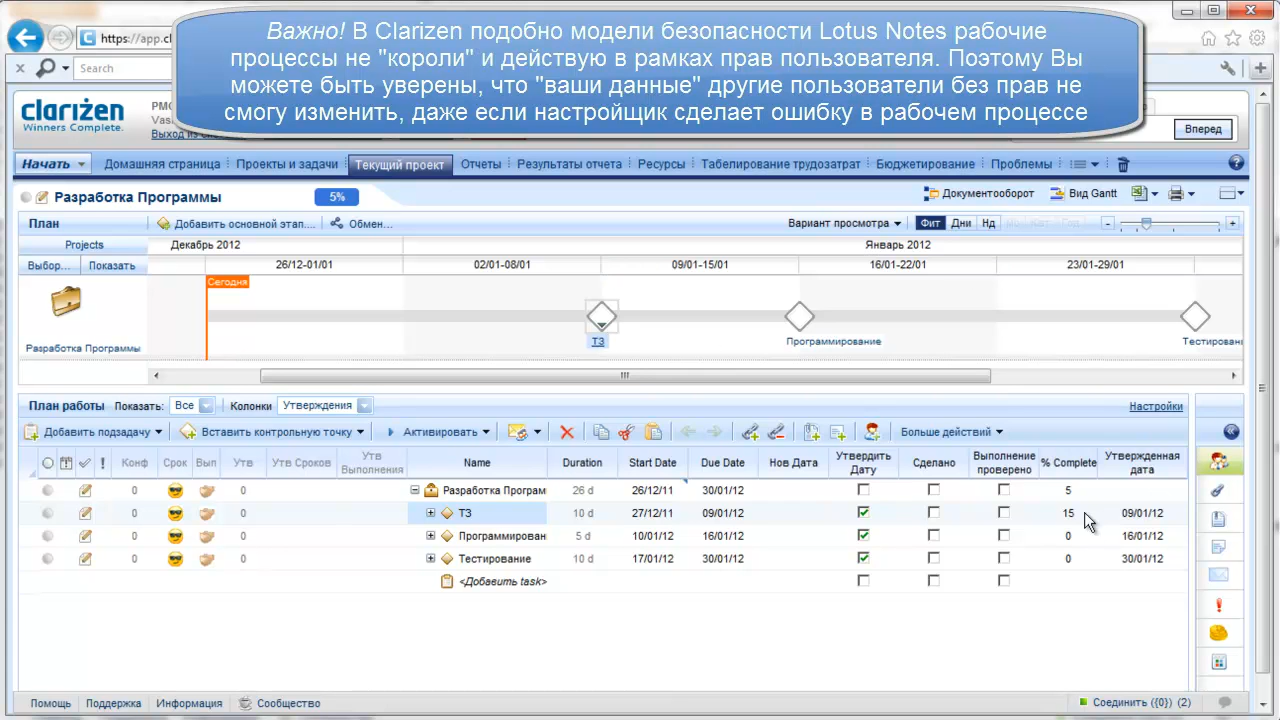 Важно! В Clarizen подобно модели безопасности Lotus Notes рабочие
процессы не "короли" и действую в рамках прав пользователя. Поэтому Вы
можете быть уверены, что "ваши данные" другие пользователи без прав не
смогу изменить, даже если настройщик сделает ошибку в рабочем процессе
https://app.cl
Search
clarizen
Winners Complete.
Вперед
Начать Домашняя страница Проекты и задачи Текущий проект Отчеты Результаты отчета Ресурсы Табелирование трудозатрат Бюджетирование Проблемы
Разработка Программы 5% Документооборот Вид Gantt
План Добавить основной этап.... Обмен... Вариант просмотра Фит Дни Нд
Projects Декабрь 2012 Январь 2012
Выбор... Показать 26/12-01/01 02/01-08/01 09/01-15/01 16/01-22/01 23/01-29/01
Сегодня
Разработка Программы ТЗ Программирование Тестирован
План работы Показать: Все Колонки Утверждения Настройки
Добавить подзадачу Вставить контрольную точку Активировать Больше действий
Конф Срок Вып Утв Утв Сроков Утв Выполнения Name Duration Start Date Due Date Нов Дата Утвердить Дату Сделано Выполнение проверено % Complete Утвержденная дата
0 0 Разработка Програм 26 d 26/12/11 30/01/12 5
0 0 ТЗ 10 d 27/12/11 09/01/12 15 09/01/12
0 0 Программирован 5 d 10/01/12 16/01/12 0 16/01/12
0 0 Тестирование 10 d 17/01/12 30/01/12 0 30/01/12
<Добавить task>
Помощь Поддержка Информация Сообщество Соединить ({0}) (2)